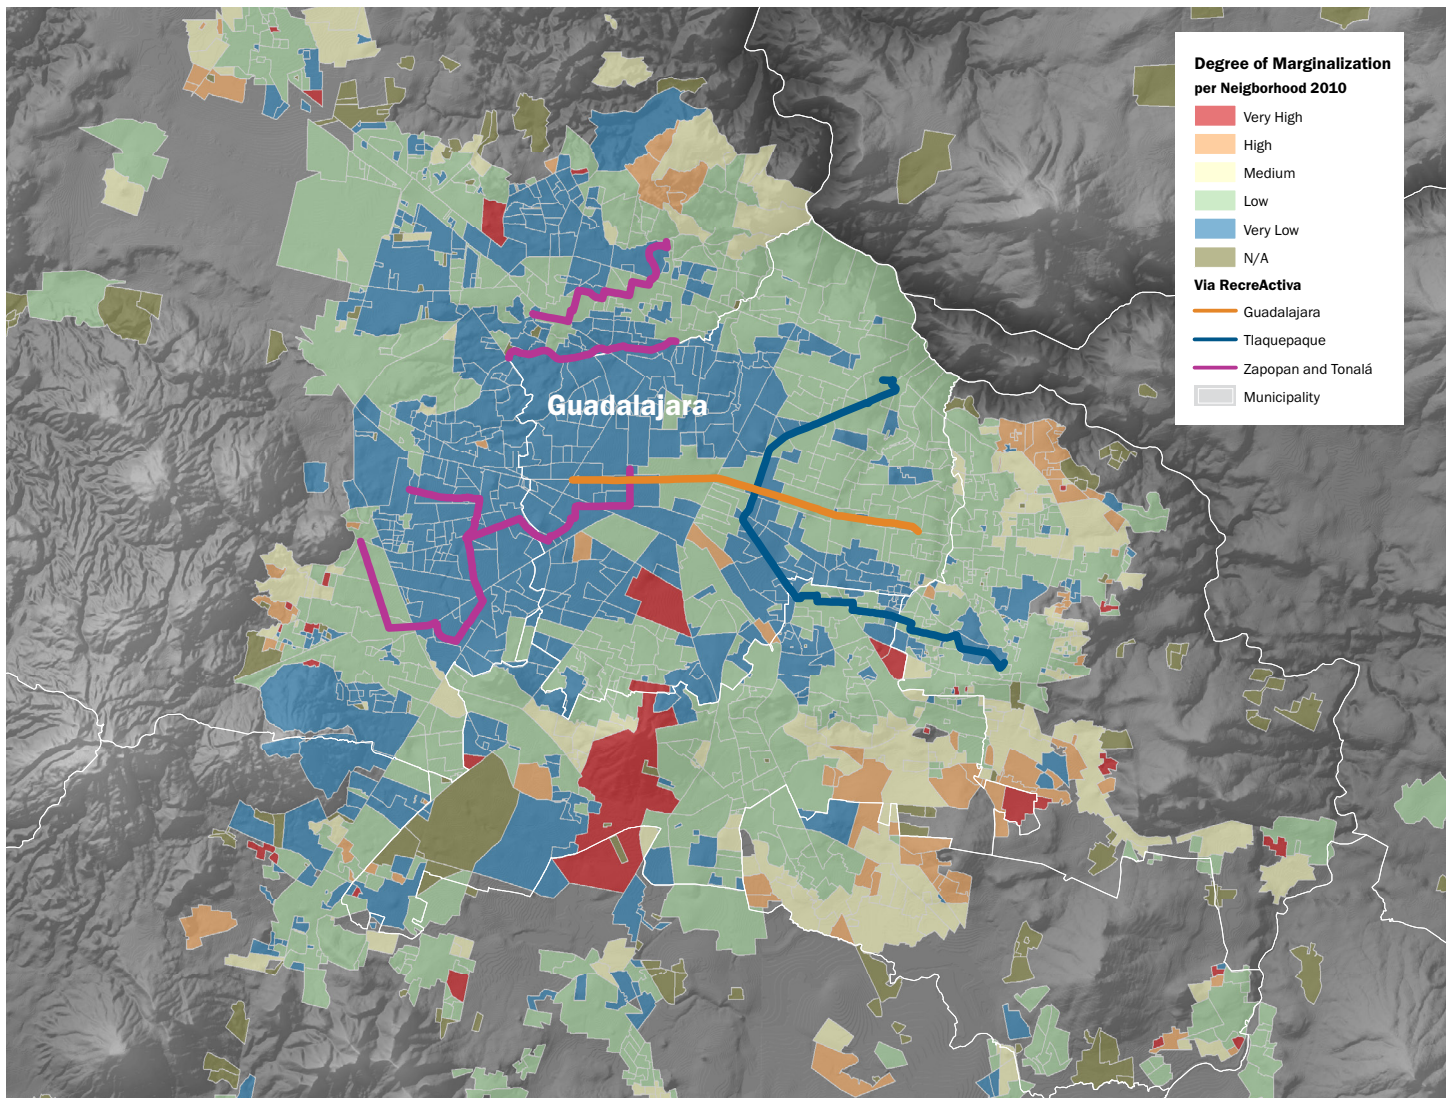 Degree of Marginalization
per Neigborhood 2010
Very High
High
Medium
Low
Very Low
N/A
Via RecreActiva
Guadalajara
Tlaquepaque
Zapopan and Tonalá
Municipality
Guadalajara